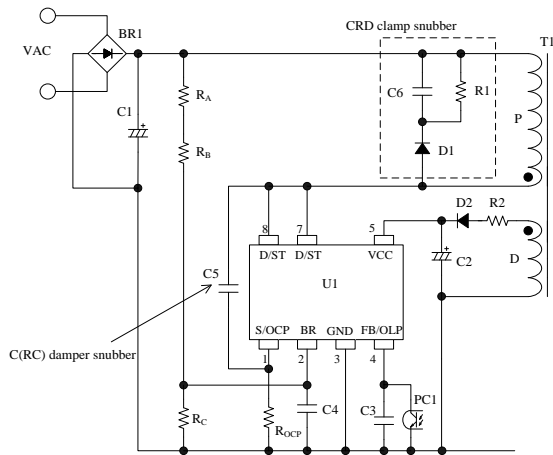 CRD clamp snubber
T1
BR1
VAC
C1
RA
RB
C6
R1
P
D1
8
7
5
D2
R2
D/ST
D/ST
VCC
C5
U1
C2
D
S/OCP
BR
GND
FB/OLP
1
2
3
4
C(RC) damper snubber
RC
ROCP
C4
C3
PC1